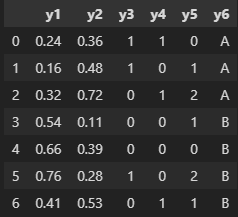 y1 y2 y3 y4 y5 y6
0 0.24 0.36 1 1 0 A
1 0.16 0.48 1 0 1 A
2 0.32 0.72 0 1 2 A
3 0.54 0.11 0 0 1 B
4 0.66 0.39 0 0 0 B
5 0.76 0.28 1 0 2 B
6 0.41 0.53 0 1 1 B